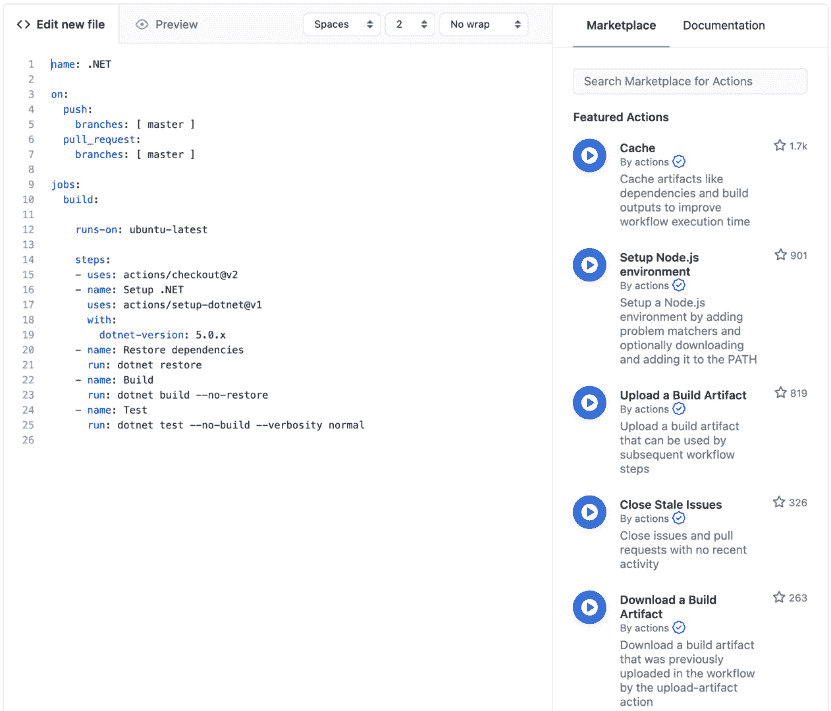 <> Edit new file
Preview
Spaces
2
No wrap
1 name: .NET
2
3 on:
4 push:
5 branches: [ master ]
6 pull_request:
7 branches: [ master ]
8
9 jobs:
10 build:
11
12 runs-on: ubuntu-latest
13
14 steps:
15 - uses: actions/checkout@v2
16 - name: Setup .NET
17 uses: actions/setup-dotnet@v1
18 with:
19 dotnet-version: 5.0.x
20 - name: Restore dependencies
21 run: dotnet restore
22 - name: Build
23 run: dotnet build --no-restore
24 - name: Test
25 run: dotnet test --no-build --verbosity normal
26
Marketplace
Documentation
Search Marketplace for Actions
Featured Actions
Cache
1.7k
By actions
Cache artifacts like
dependencies and build
outputs to improve
workflow execution time
Setup Node.js
environment
901
By actions
Setup a Node.js
environment by adding
problem matchers and
optionally downloading
and adding it to the PATH
Upload a Build Artifact
819
By actions
Upload a build artifact
that can be used by
subsequent workflow
steps
Close Stale Issues
326
By actions
Close issues and pull
requests with no recent
activity
Download a Build
Artifact
263
By actions
Download a build artifact
that was previously
uploaded in the workflow
by the upload-artifact
action